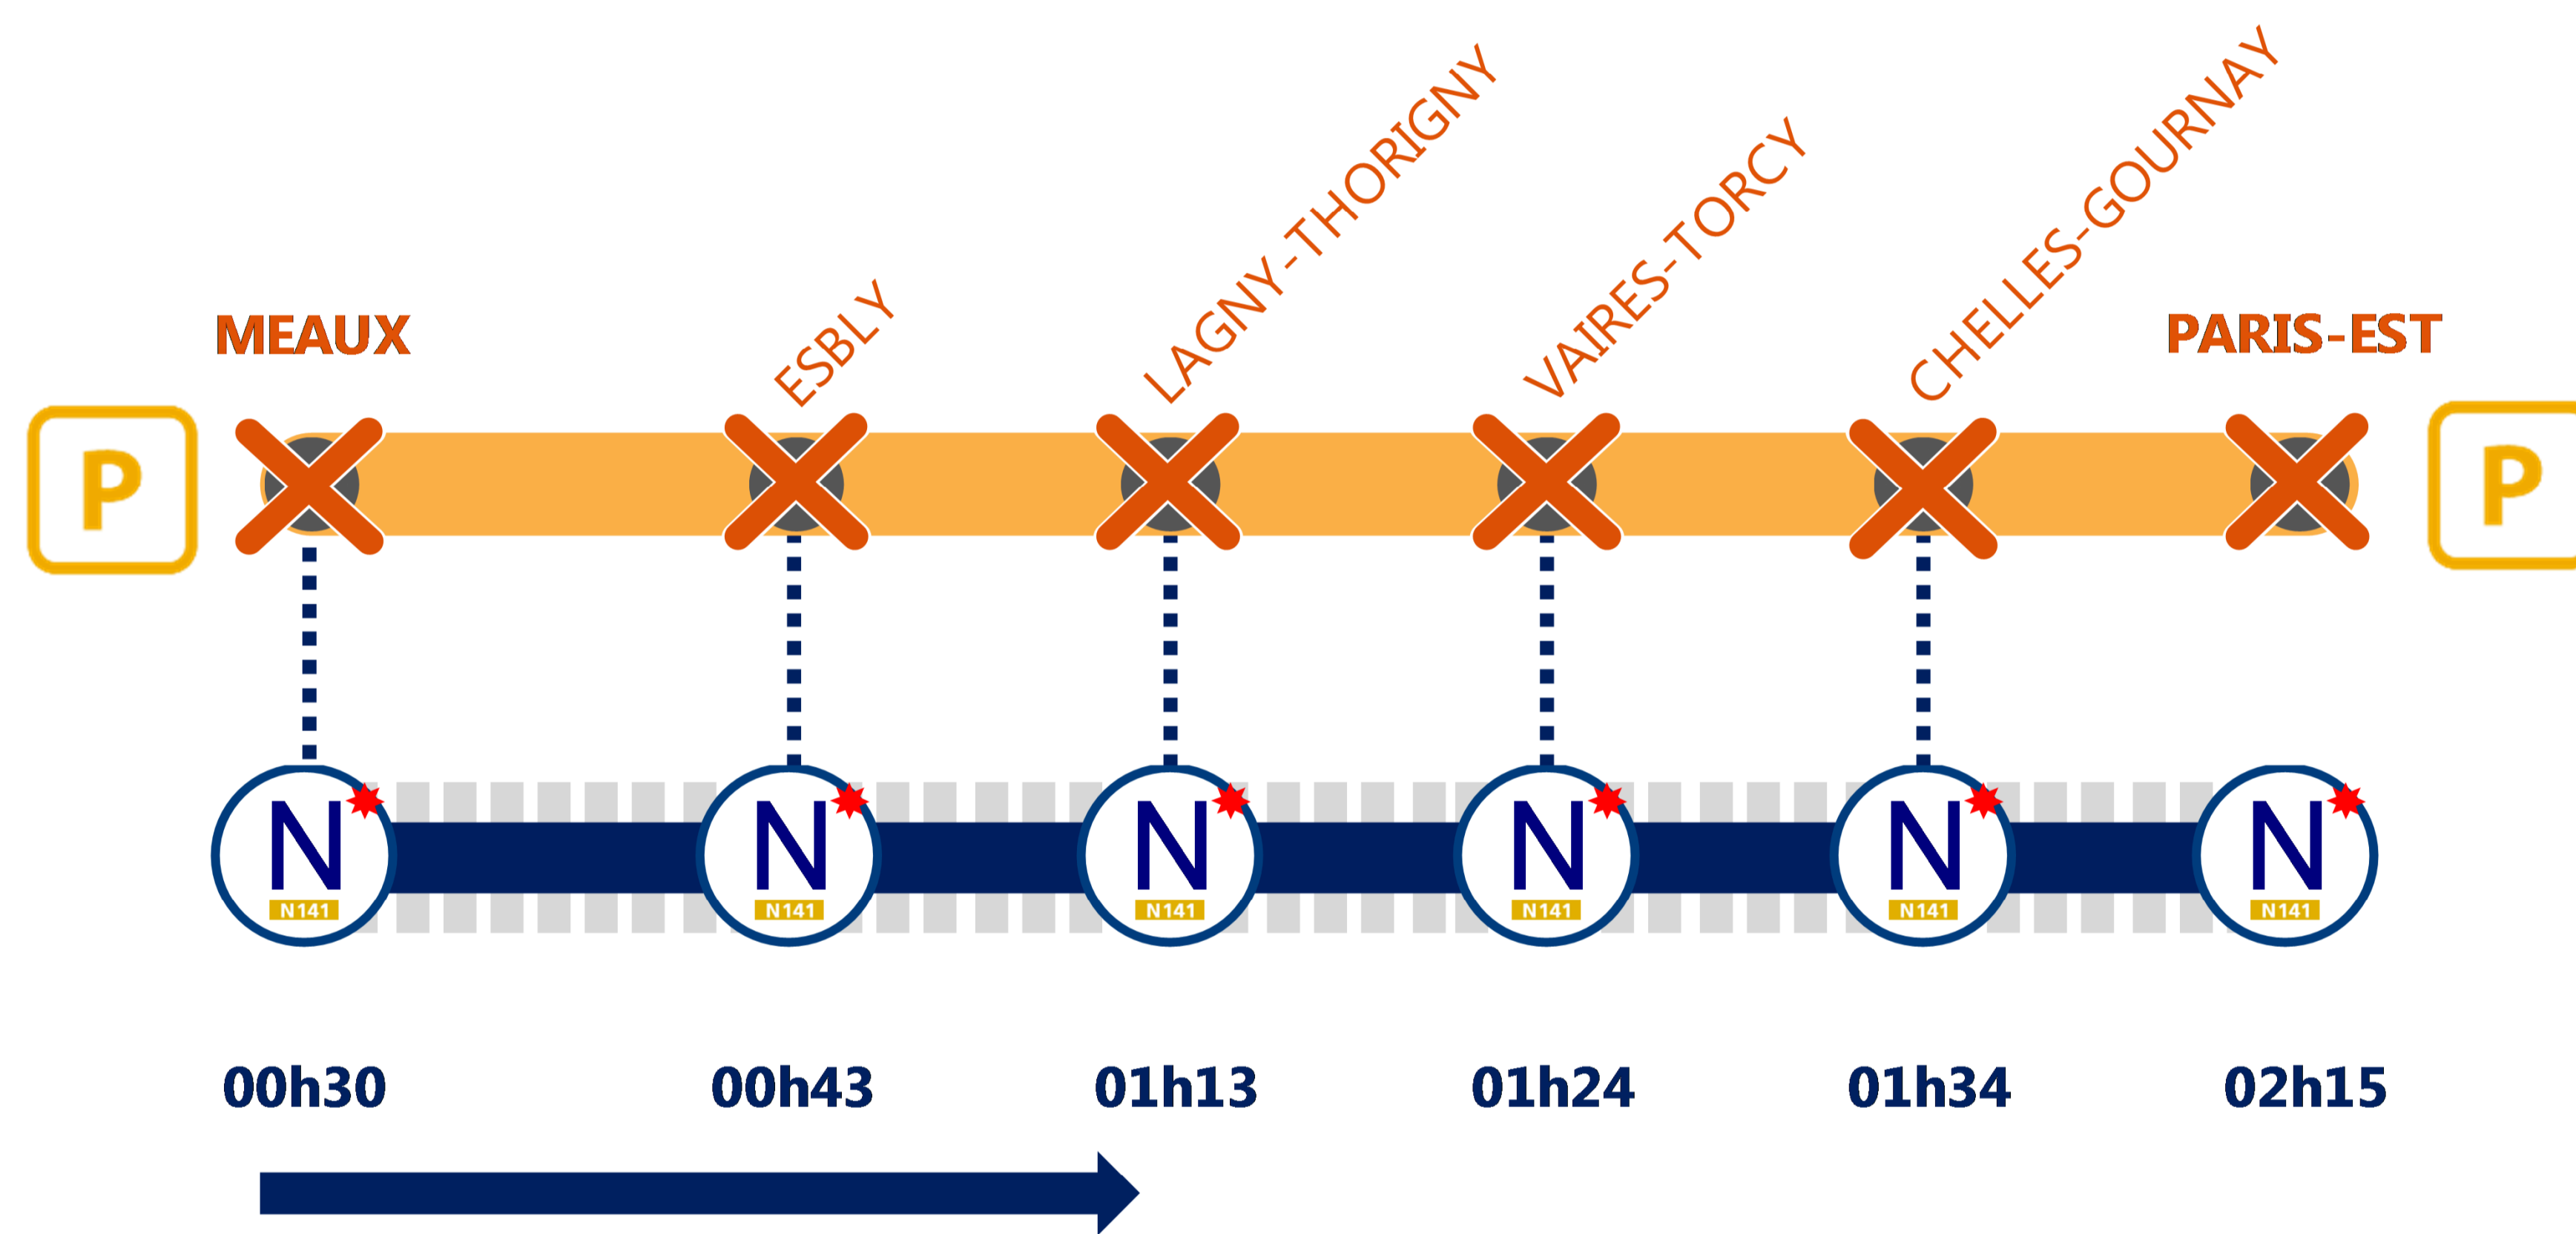 LAGNY-THORIGNY
CHELLES-GOURNAY
VAIRES-TORCY
ESBLY
MEAUX
PARIS-EST
P
P
N
N
N
N
N
N
N141
N141
N141
N141
N141
N141
00h30
00h43
01h13
01h24
01h34
02h15